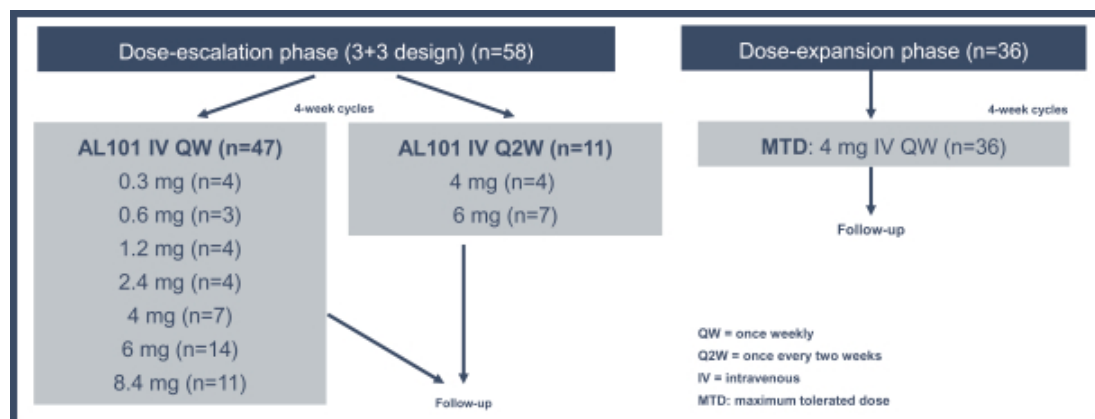 Dose-escalation phase (3+3 design) (n=58)
4-week cycles
AL101 IV QW (n=47)
0.3 mg (n=4)
0.6 mg (n=3)
1.2 mg (n=4)
2.4 mg (n=4)
4 mg (n=7)
6 mg (n=14)
8.4 mg (n=11)
AL101 IV Q2W (n=11)
4 mg (n=4)
6 mg (n=7)
Follow-up
Dose-expansion phase (n=36)
4-week cycles
MTD: 4 mg IV QW (n=36)
Follow-up
QW = once weekly
Q2W = once every two weeks
IV = intravenous
MTD: maximum tolerated dose